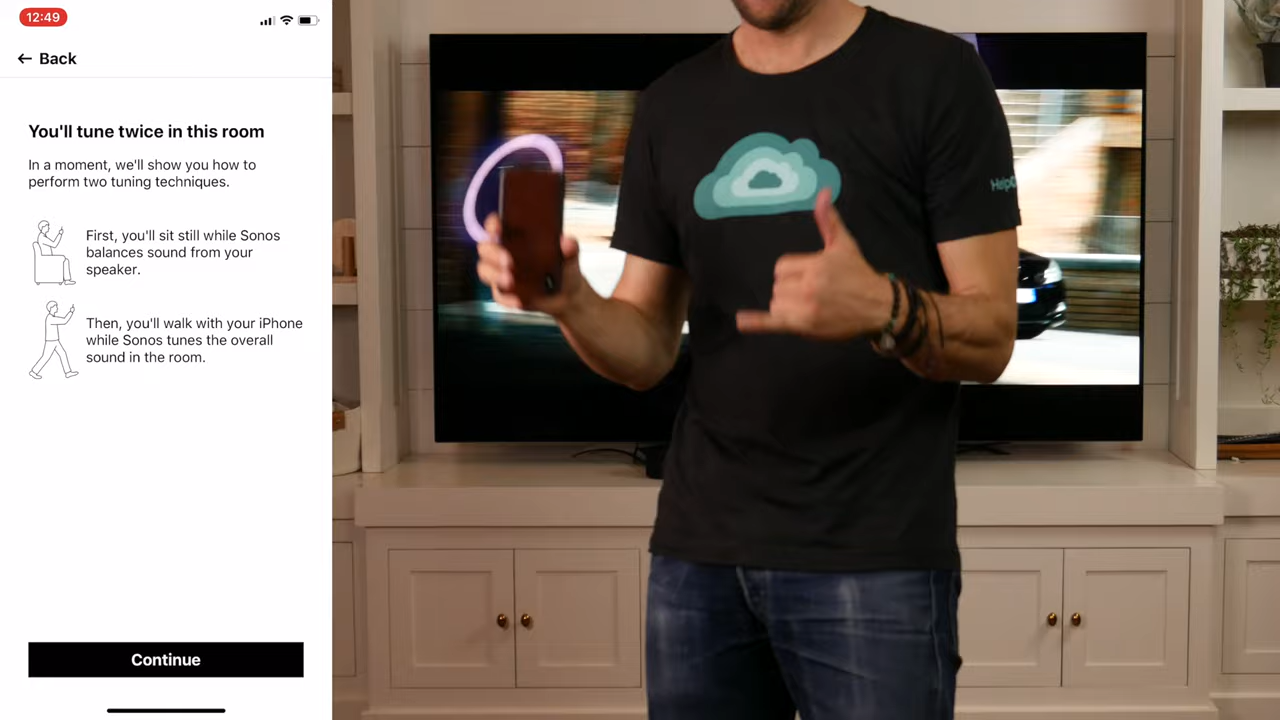 12:49
← Back
You'll tune twice in this room
In a moment, we'll show you how to
perform two tuning techniques.
First, you'll sit still while Sonos
balances sound from your
speaker.
Then, you'll walk with your iPhone
while Sonos tunes the overall
sound in the room.
Continue